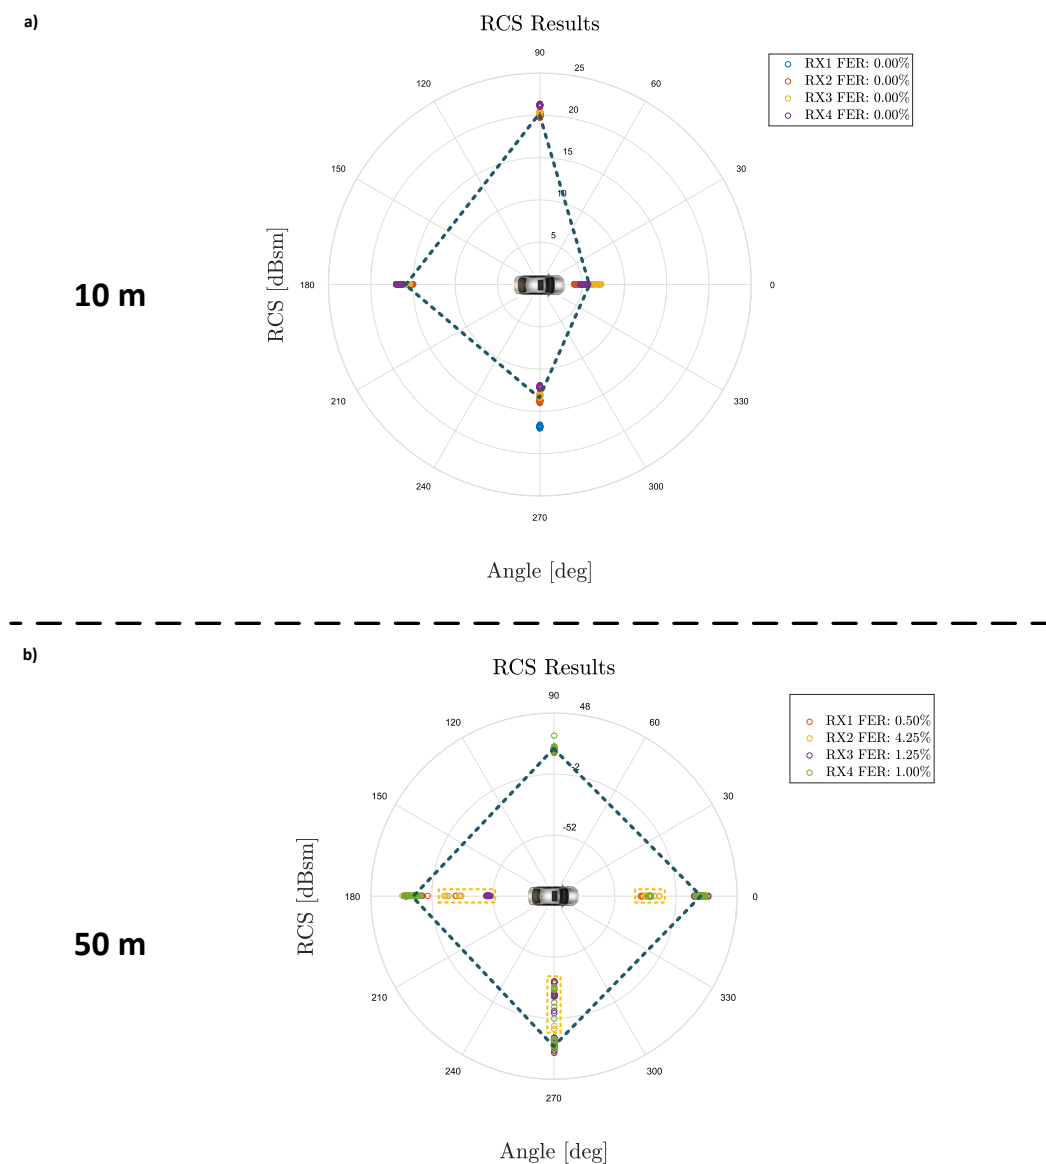 a)
RCS Results
90
120
25
60
RX1 FER: 0.00%
RX2 FER: 0.00%
RX3 FER: 0.00%
RX4 FER: 0.00%
20
15
150
30
10
5
RCS [dBsm]
10 m
180
0
210
330
240
300
270
Angle [deg]
b)
RCS Results
90
48
120
60
RX1 FER: 0.50%
RX2 FER: 4.25%
RX3 FER: 1.25%
RX4 FER: 1.00%
-2
150
30
-52
RCS [dBsm]
180
0
50 m
210
330
240
300
270
Angle [deg]